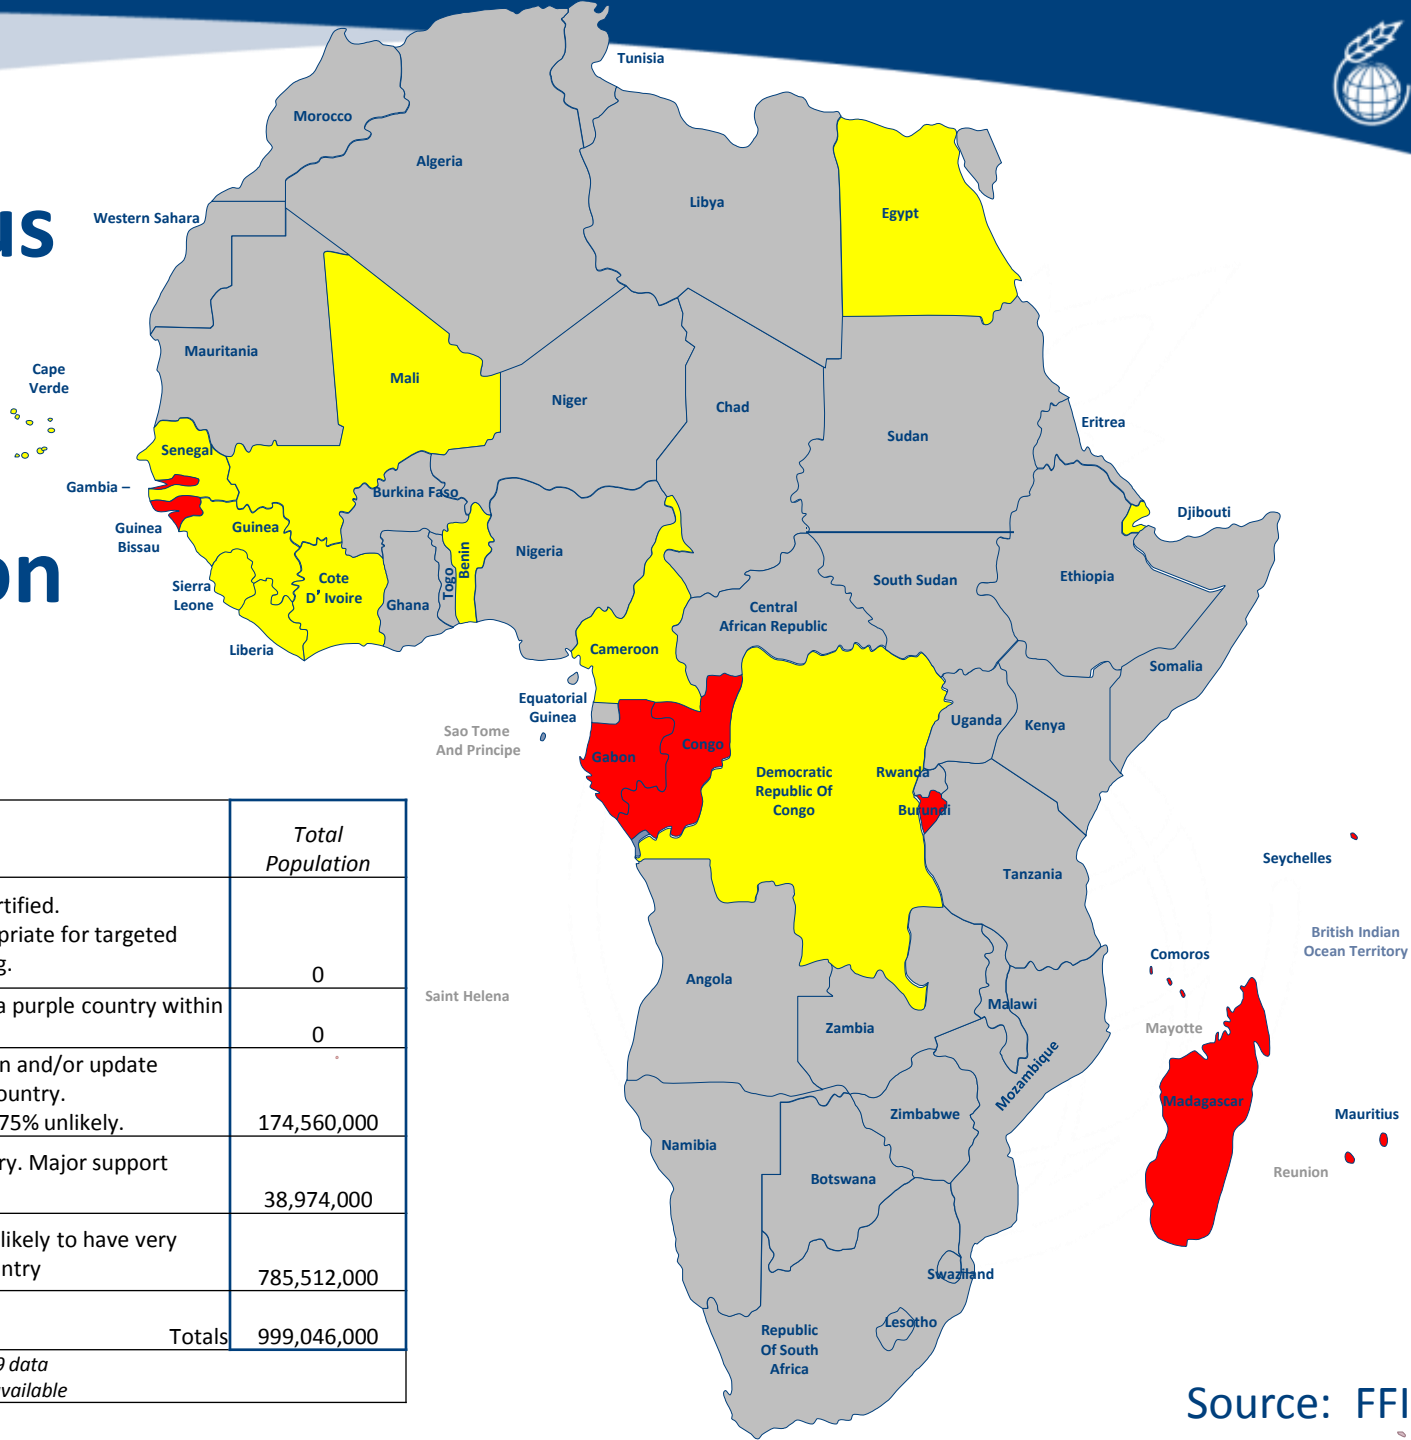 us
on
Tunisia
Morocco
Algeria
Libya
Egypt
Western Sahara
Mauritania
Mali
Niger
Chad
Sudan
Eritrea
Cape
Verde
Senegal
Gambia –
Burkina Faso
Guinea
Bissau
Guinea
Sierra
Leone
Liberia
Cote
D’ Ivoire
Ghana
Togo
Benin
Nigeria
Djibouti
Ethiopia
South Sudan
Central
African Republic
Cameroon
Somalia
Equatorial
Guinea
Sao Tome
And Principe
Gabon
Congo
Uganda
Kenya
Democratic
Republic Of
Congo
Rwanda
Burundi
Tanzania
Seychelles
British Indian
Ocean Territory
Comoros
Angola
Saint Helena
Zambia
Malawi
Mayotte
Mozambique
Madagascar
Zimbabwe
Mauritius
Namibia
Botswana
Reunion
Swaziland
Lesotho
Republic
Of South
Africa
Total
Population
rtified.
priate for targeted
g.
0
a purple country within
0
n and/or update
ountry.
75% unlikely.
174,560,000
ry. Major support
38,974,000
likely to have very
ntry
785,512,000
Totals
999,046,000
9 data
vailable
Source: FFI